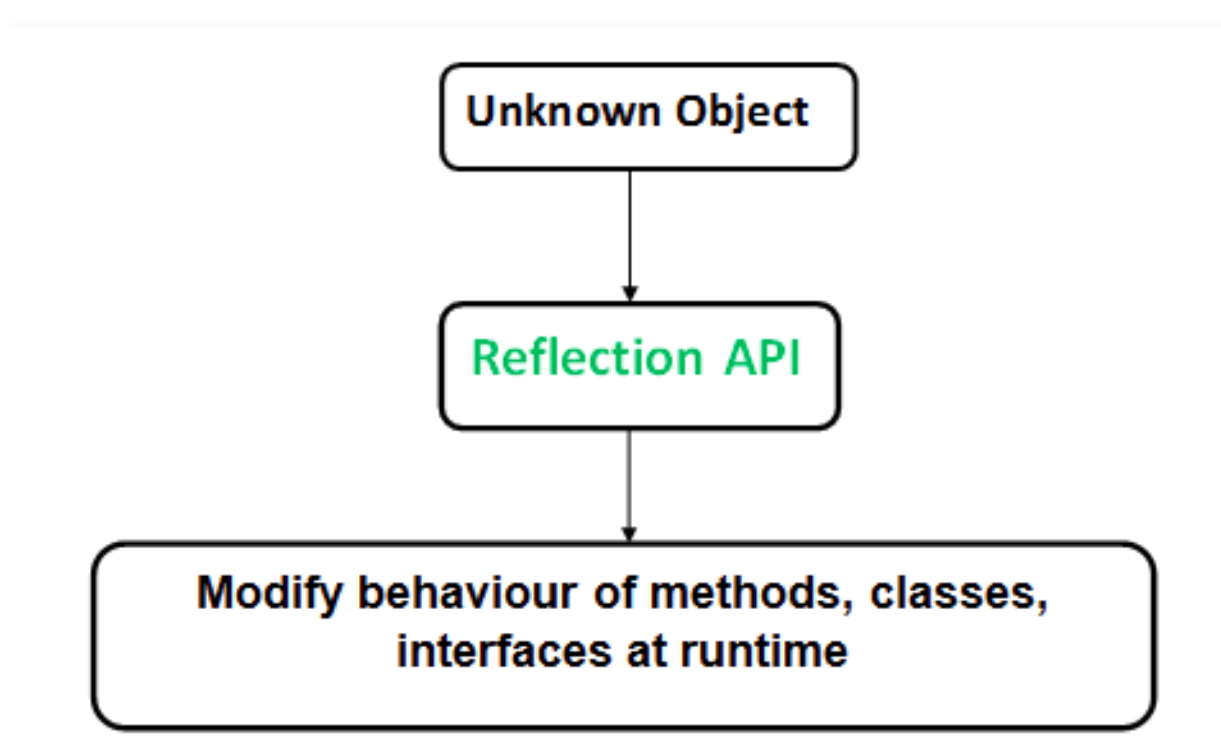 Unknown Object
Reflection API
Modify behaviour of methods, classes,
interfaces at runtime